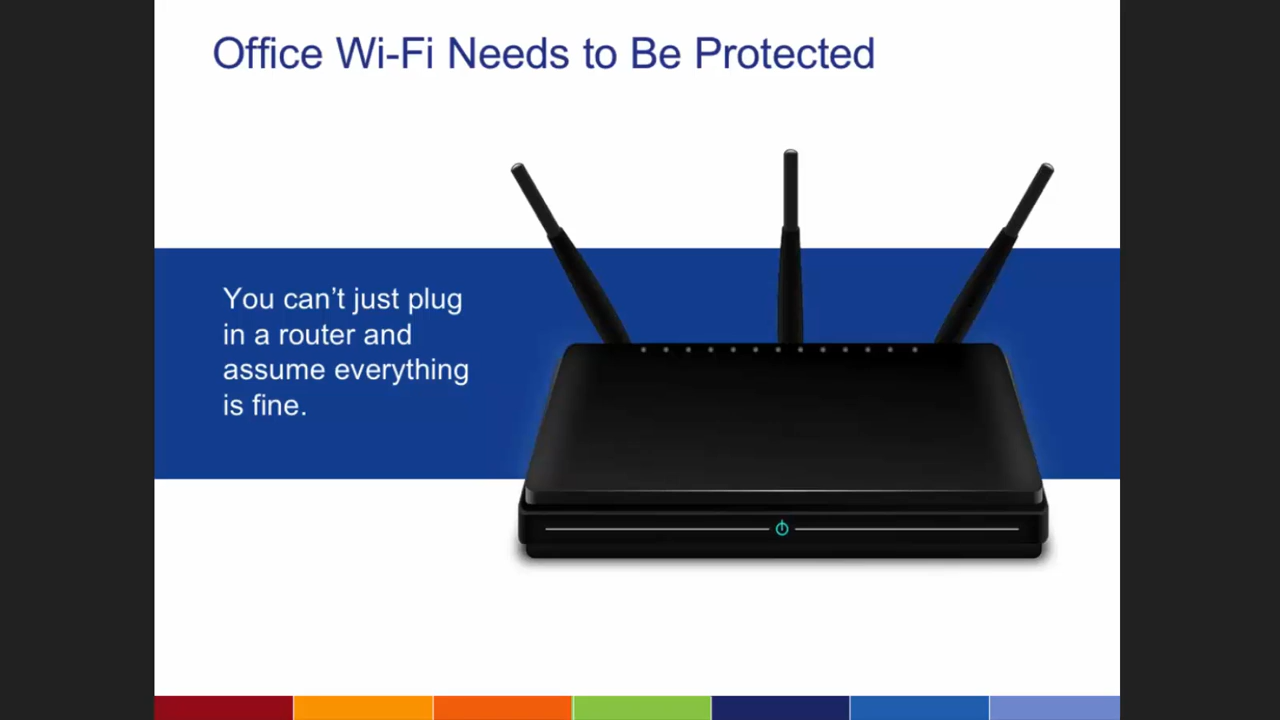 Office Wi-Fi Needs to Be Protected
You can’t just plug
in a router and
assume everything
is fine.